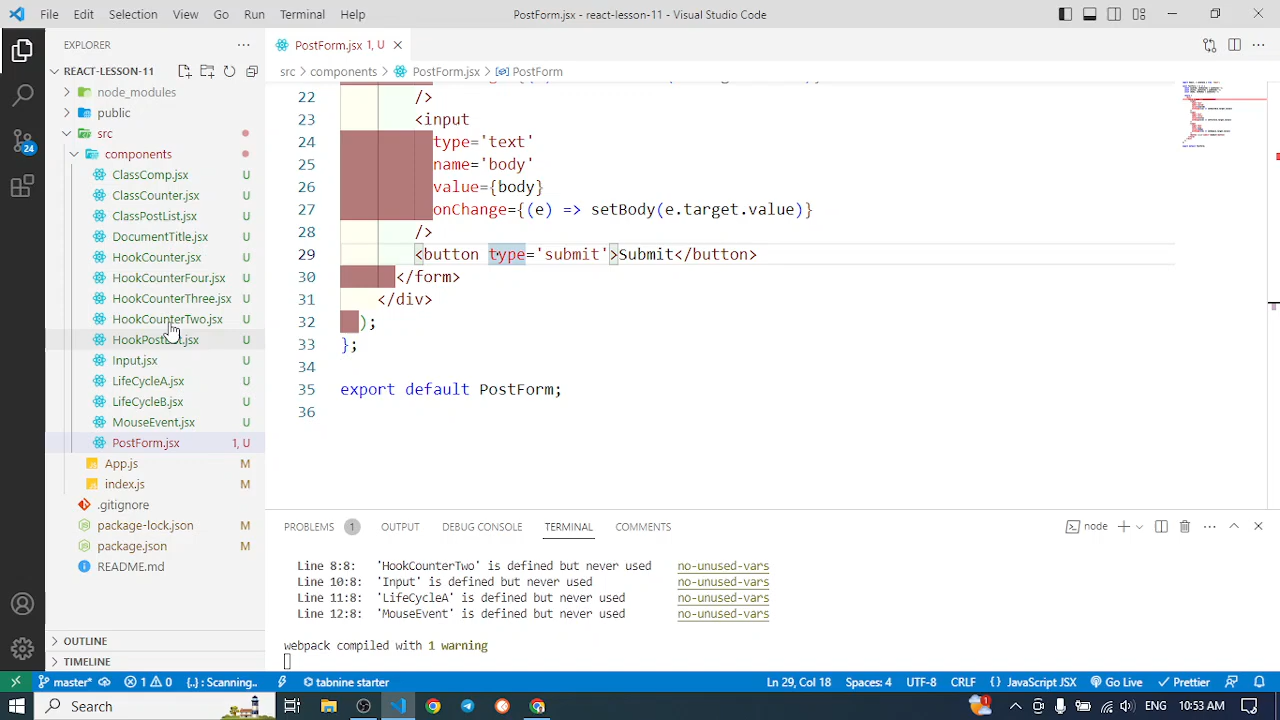 File Edit Selection View Go Run Terminal Help PostForm.jsx - react-lesson-11 - Visual Studio Code
EXPLORER
PostForm.jsx 1, U
REACT-LESSON-11
src > components > PostForm.jsx > PostForm
node_modules
public
src
components
ClassComp.jsx U
ClassCounter.jsx U
ClassPostList.jsx U
DocumentTitle.jsx U
HookCounter.jsx U
HookCounterFour.jsx U
HookCounterThree.jsx U
HookCounterTwo.jsx U
U
Input.jsx U
LifeCycleA.jsx U
LifeCycleB.jsx U
MouseEvent.jsx U
PostForm.jsx 1, U
App.js M
index.js M
.gitignore
package-lock.json M
package.json M
README.md
OUTLINE
TIMELINE
22 />
23 <input
24 type='text'
25 name='body'
26 value={body}
27 onChange={(e) => setBody(e.target.value)}
28 />
29 <button type='submit'>Submit</button>
30 </form>
31 </div>
32 );
33 };
34
35 export default PostForm;
36
PROBLEMS 1 OUTPUT DEBUG CONSOLE TERMINAL COMMENTS node
Line 8:8: 'HookCounterTwo' is defined but never used no-unused-vars
Line 10:8: 'Input' is defined but never used no-unused-vars
Line 11:8: 'LifeCycleA' is defined but never used no-unused-vars
Line 12:8: 'MouseEvent' is defined but never used no-unused-vars
webpack compiled with 1 warning
24
master* 1 0 {..} : Scanning.. tabnine starter Ln 29, Col 18 Spaces: 4 UTF-8 CRLF {} JavaScript JSX Go Live Prettier
Search 1 10:53 AM